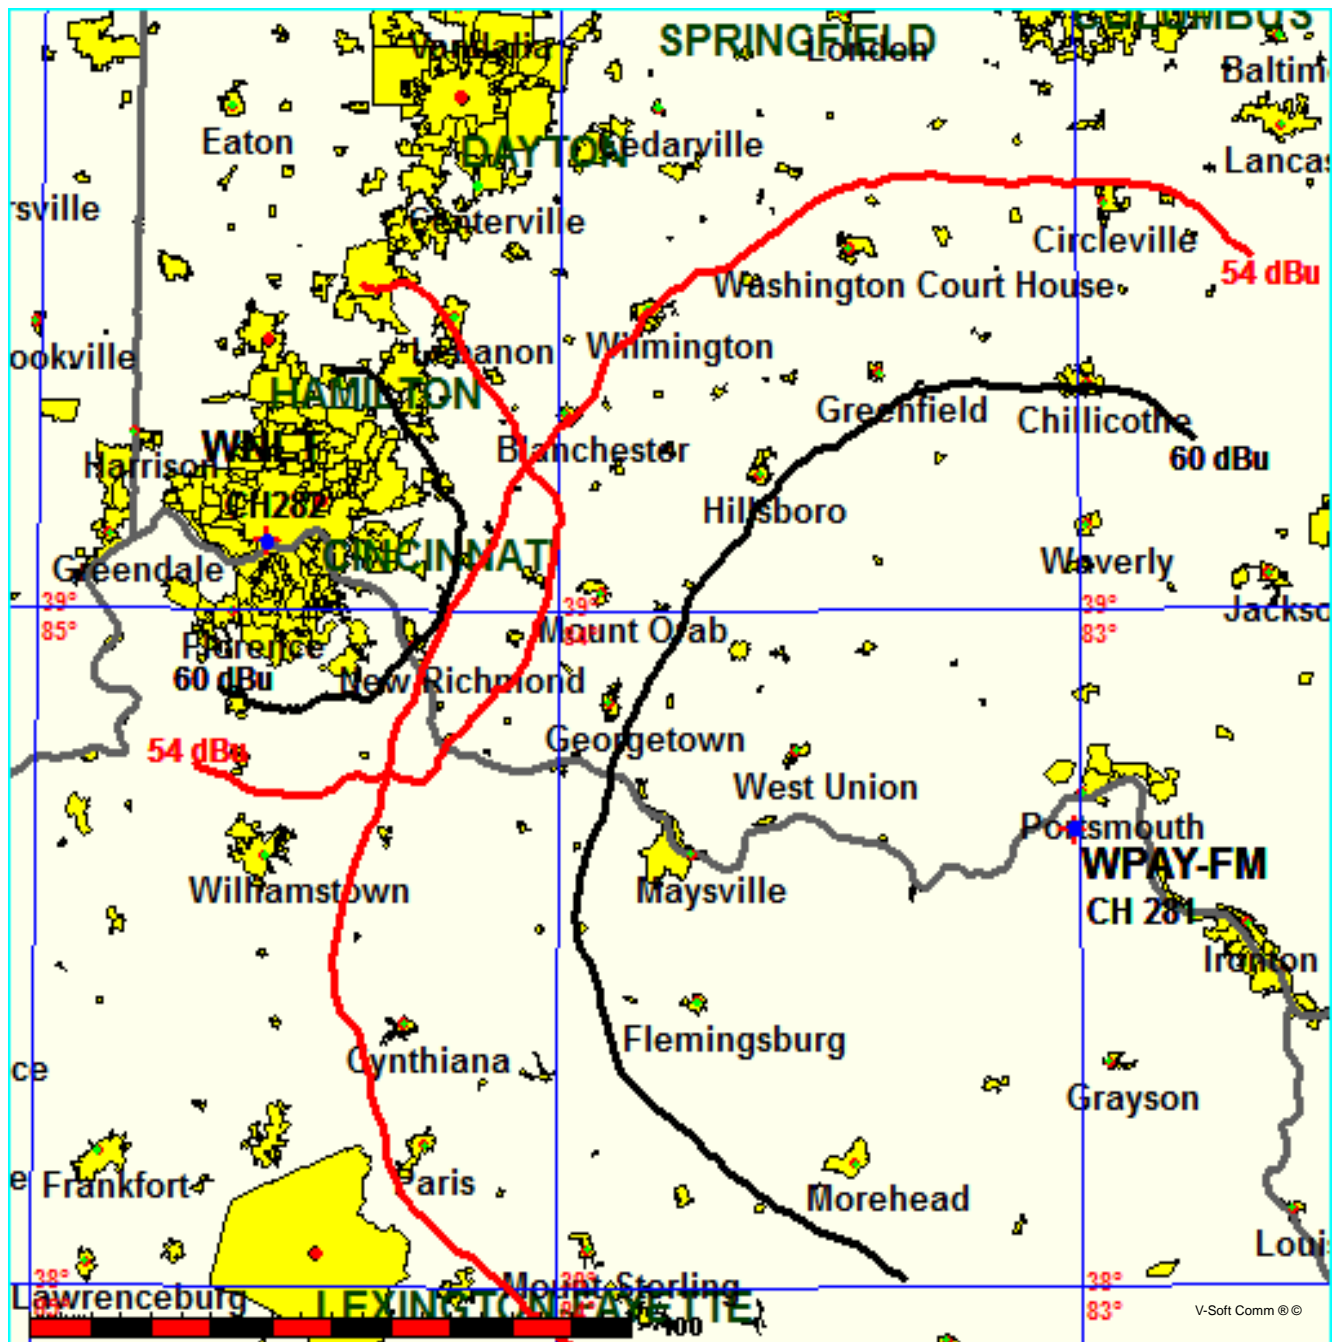 COLUMBUS
SPRINGFIELD
Vandalia
London
Baltim
Eaton
DAYTON
Cedarville
Lancas
rsville
Centerville
Circleville
54 dBu
Washington Court House
ookville
Lebanon
Wilmington
HAMILTON
Greenfield
Chillicothe
WNLT
Blanchester
60 dBu
Harrison
CH282
Hillsboro
CINCINNATI
Greendale
Waverly
39°
85°
39°
84°
39°
83°
Jackso
Mount Orab
Florence
60 dBu
New Richmond
54 dBu
Georgetown
West Union
Portsmouth
WPAY-FM
CH 281
Williamstown
Maysville
Ironton
Flemingsburg
Cynthiana
ce
Grayson
e
Frankfort
Paris
Morehead
Loui
38°
Mount Sterling
38°
83°
Lawrenceburg
LEXINGTON-FAYETTE
84°
V-Soft Comm ® ©
100